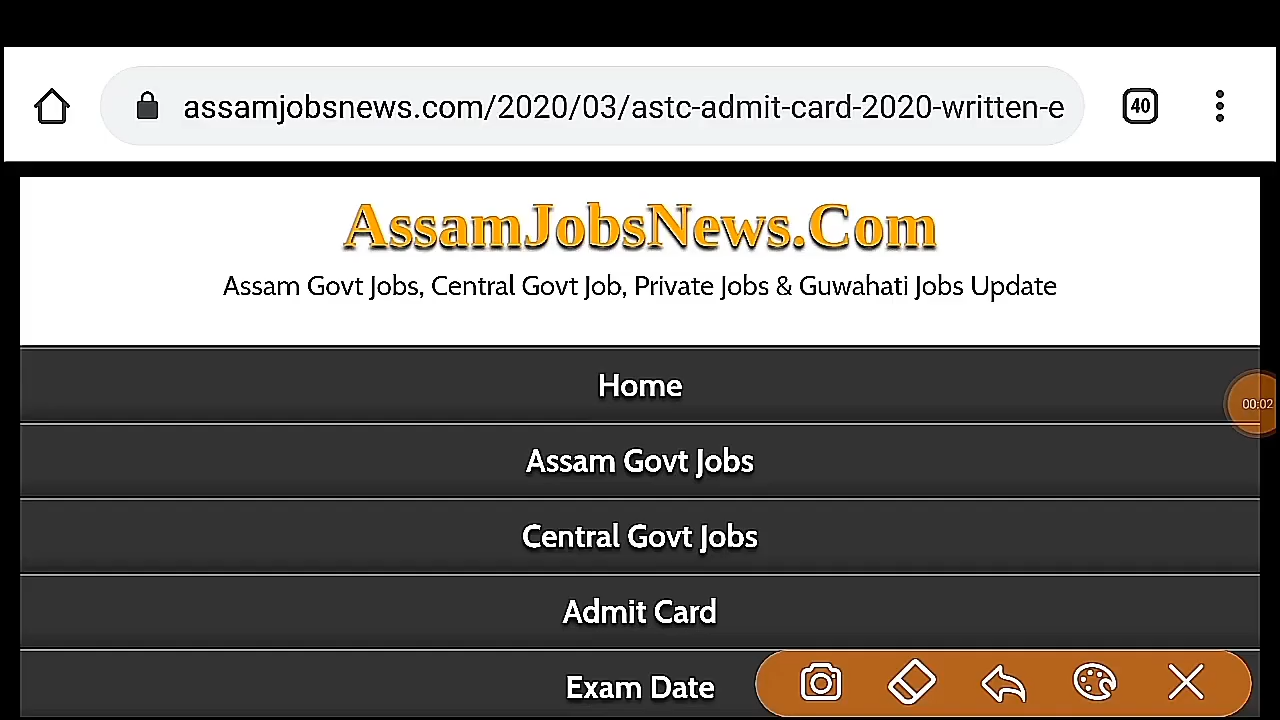 assamjobsnews.com/2020/03/astc-admit-card-2020-written-e
40
AssamJobsNews.Com
Assam Govt Jobs, Central Govt Job, Private Jobs & Guwahati Jobs Update
Home
00:02
Assam Govt Jobs
Central Govt Jobs
Admit Card
Exam Date